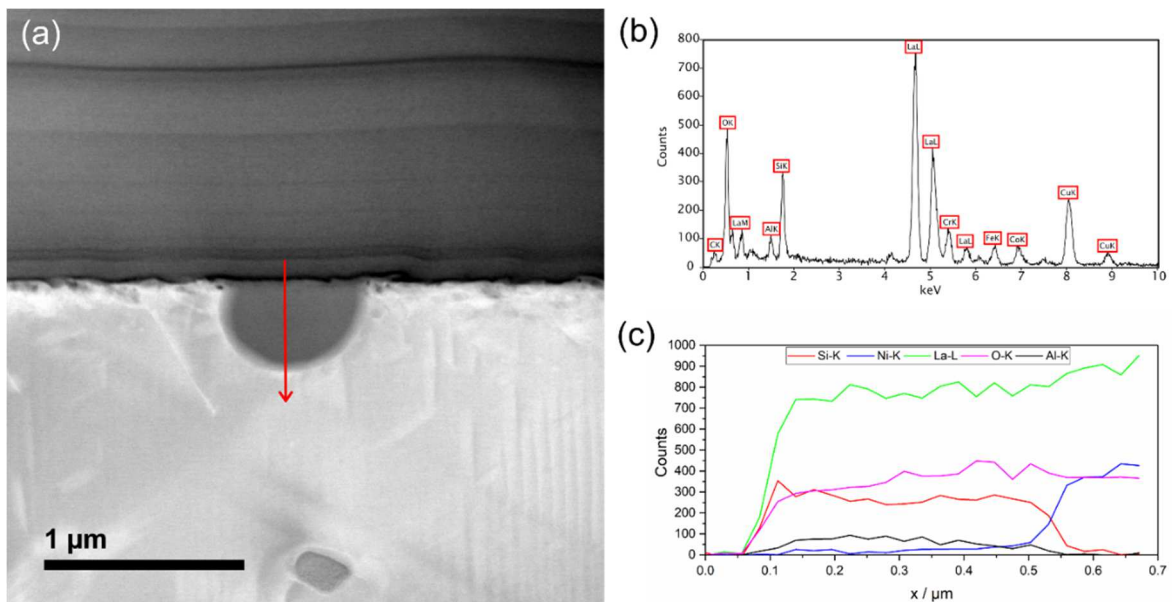 (a)
1 µm
(b)
800
700
600
500
400
300
200
100
0
Counts
CK
OK
LaM
AlK
SiK
LaL
LaL
CrK
LaL
FeK
CoK
CuK
CuK
0 1 2 3 4 5 6 7 8 9 10
keV
(c)
Si-K Ni-K La-L O-K Al-K
1000
900
800
700
600
500
400
300
200
100
0
Counts
0.0 0.1 0.2 0.3 0.4 0.5 0.6 0.7
x / µm